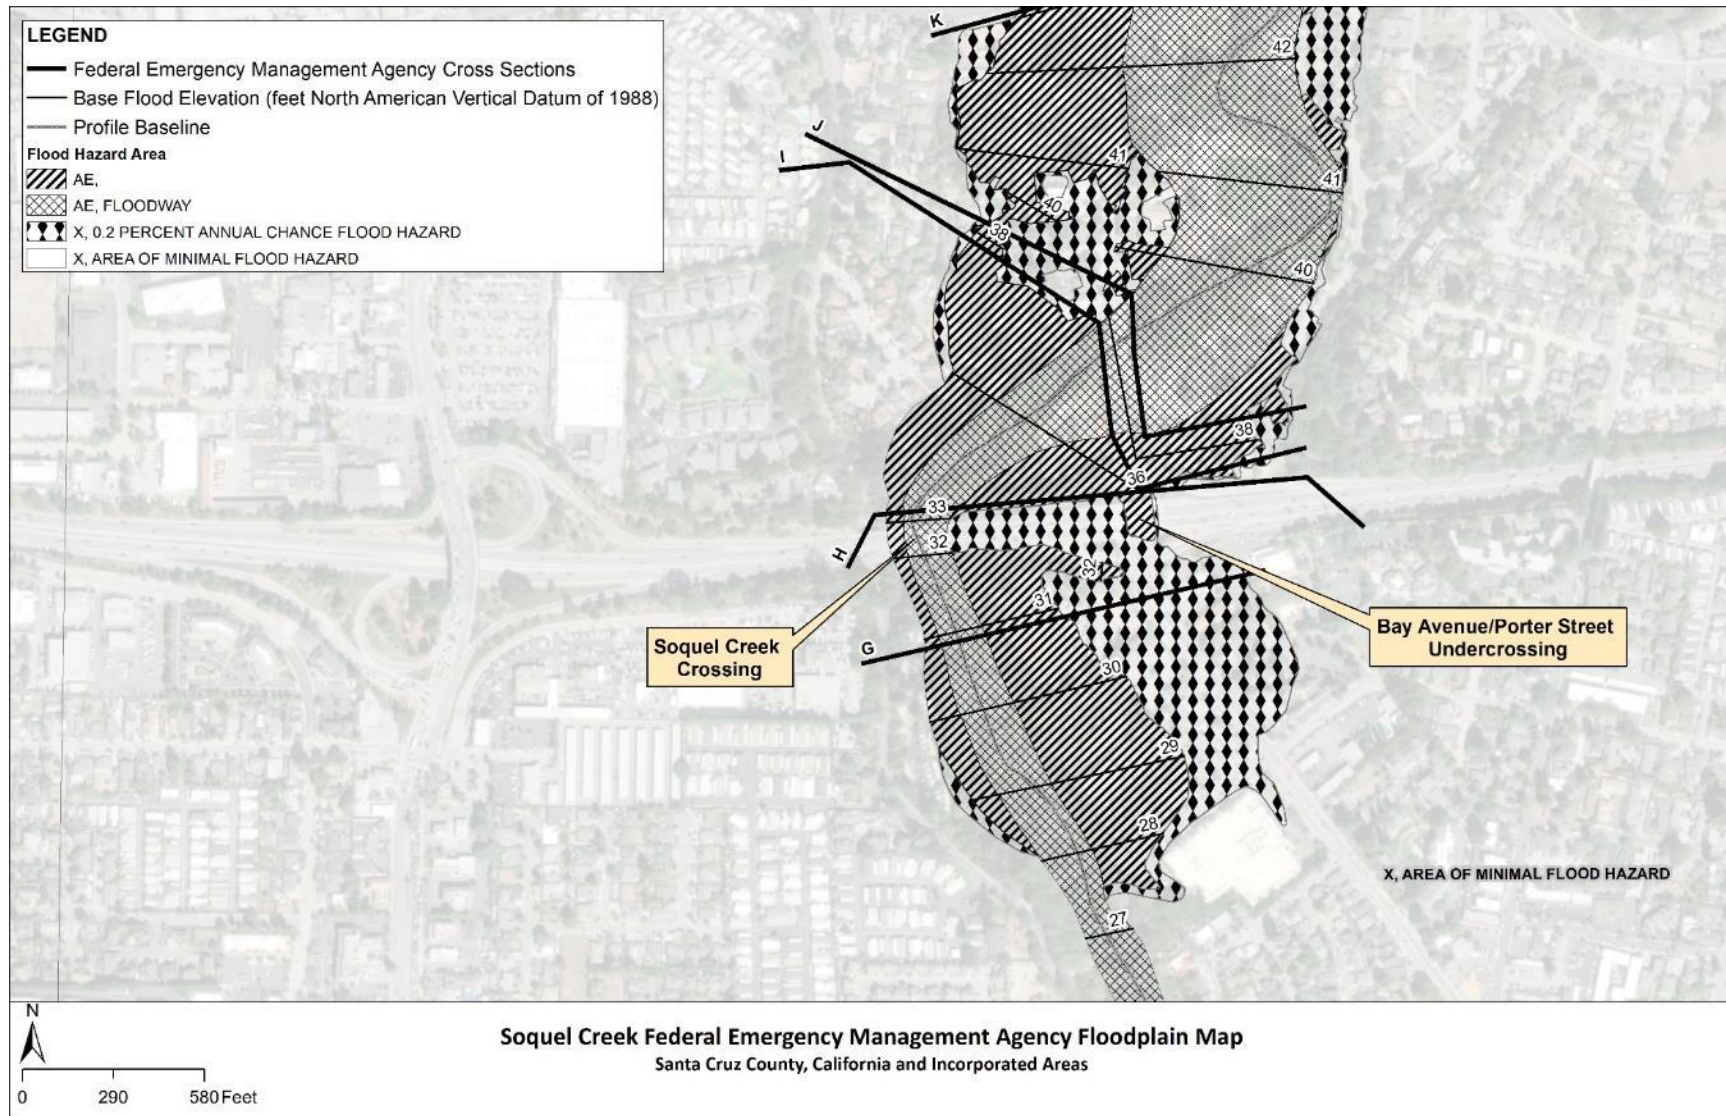 LEGEND
Federal Emergency Management Agency Cross Sections
Base Flood Elevation (feet North American Vertical Datum of 1988)
Profile Baseline
Flood Hazard Area
AE,
AE, FLOODWAY
X, 0.2 PERCENT ANNUAL CHANCE FLOOD HAZARD
X, AREA OF MINIMAL FLOOD HAZARD
K
42
J
I
41
41
40
38
40
38
36
33
H
32
32
31
G
30
29
28
27
Soquel Creek
Crossing
Bay Avenue/Porter Street
Undercrossing
X, AREA OF MINIMAL FLOOD HAZARD
N
0 290 580 Feet
Soquel Creek Federal Emergency Management Agency Floodplain Map
Santa Cruz County, California and Incorporated Areas